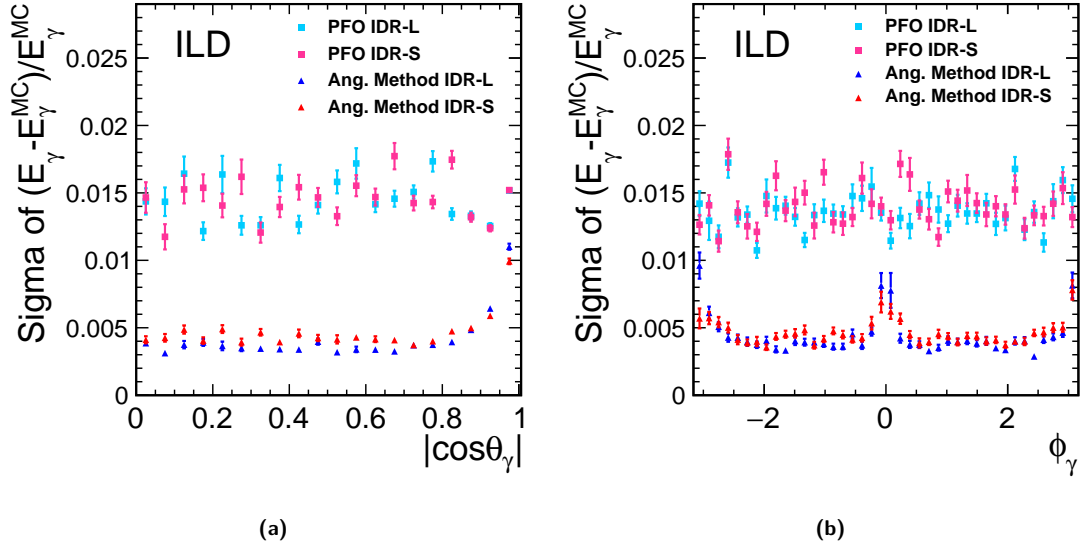 Sigma of (E_γ-E_γ^MC)/E_γ^MC
0.025
0.02
0.015
0.01
0.005
0
ILD
PFO IDR-L
PFO IDR-S
Ang. Method IDR-L
Ang. Method IDR-S
0 0.2 0.4 0.6 0.8 1
|cosθ_γ|
(a)
Sigma of (E_γ-E_γ^MC)/E_γ^MC
0.025
0.02
0.015
0.01
0.005
0
ILD
PFO IDR-L
PFO IDR-S
Ang. Method IDR-L
Ang. Method IDR-S
−2 0 2
ϕ_γ
(b)